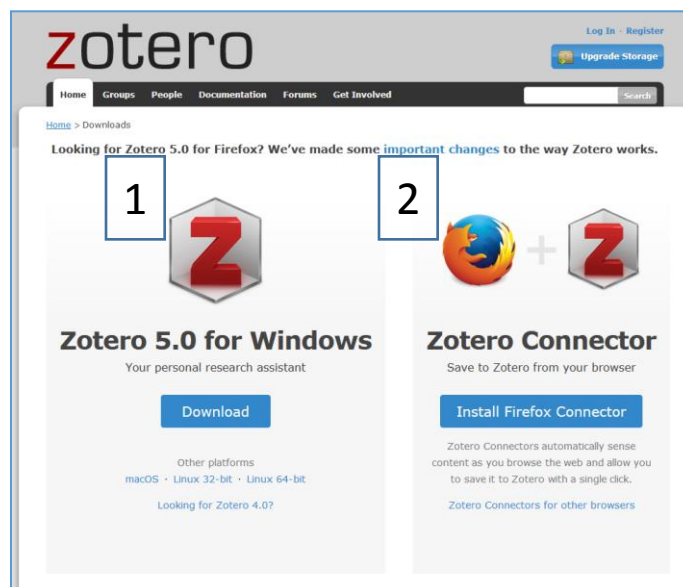 zotero
Log In · Register
Upgrade Storage
Home Groups People Documentation Forums Get Involved Search
Home > Downloads
Looking for Zotero 5.0 for Firefox? We've made some important changes to the way Zotero works.
1
2
Z
+ Z
Zotero 5.0 for Windows
Your personal research assistant
Download
Other platforms
macOS · Linux 32-bit · Linux 64-bit
Looking for Zotero 4.0?
Zotero Connector
Save to Zotero from your browser
Install Firefox Connector
Zotero Connectors automatically sense
content as you browse the web and allow you
to save it to Zotero with a single click.
Zotero Connectors for other browsers